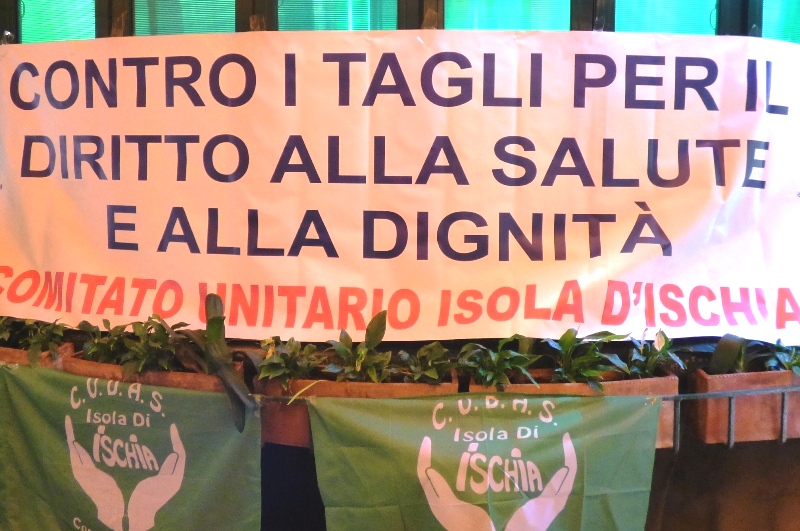 CONTRO I TAGLI PER IL
DIRITTO ALLA SALUTE
E ALLA DIGNITÀ
COMITATO UNITARIO ISOLA D'ISCHIA
C.U.D.A.S.
Isola Di
ISCHIA
C.U.D.A.S.
Isola Di
ISCHIA